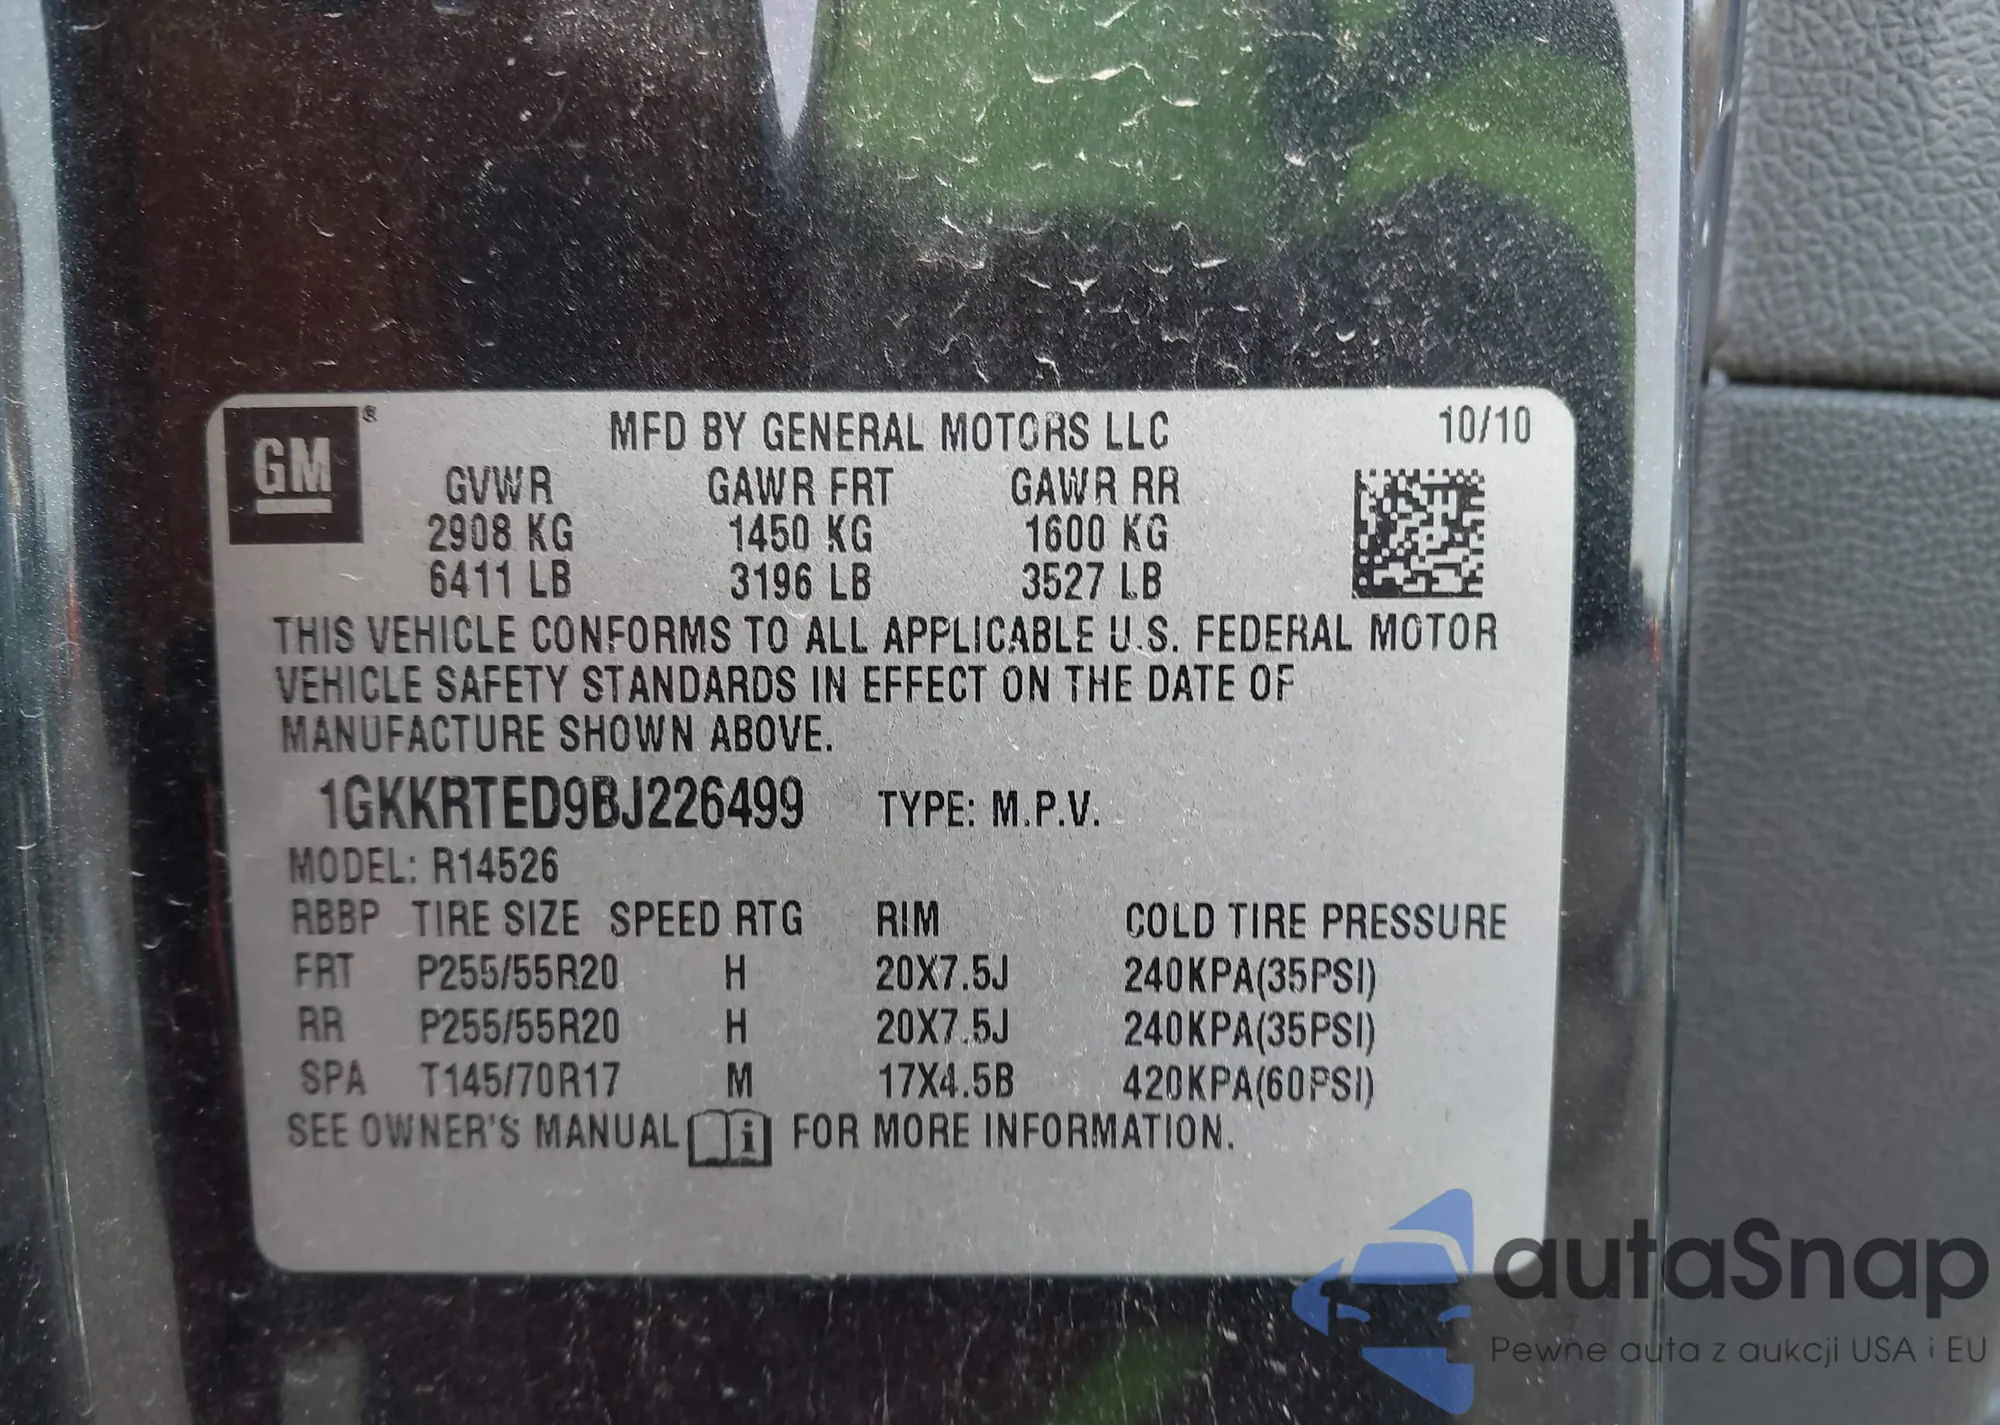 GM ® MFD BY GENERAL MOTORS LLC 10/10
GVWR GAWR FRT GAWR RR
2908 KG 1450 KG 1600 KG
6411 LB 3196 LB 3527 LB
THIS VEHICLE CONFORMS TO ALL APPLICABLE U.S. FEDERAL MOTOR
VEHICLE SAFETY STANDARDS IN EFFECT ON THE DATE OF
MANUFACTURE SHOWN ABOVE.
1GKKRTED9BJ226499 TYPE: M.P.V.
MODEL: R14526
RBBP TIRE SIZE SPEED RTG RIM COLD TIRE PRESSURE
FRT P255/55R20 H 20X7.5J 240KPA(35PSI)
RR P255/55R20 H 20X7.5J 240KPA(35PSI)
SPA T145/70R17 M 17X4.5B 420KPA(60PSI)
SEE OWNER'S MANUAL i FOR MORE INFORMATION.
autaSnap
Pewne auta z aukcji USA i EU